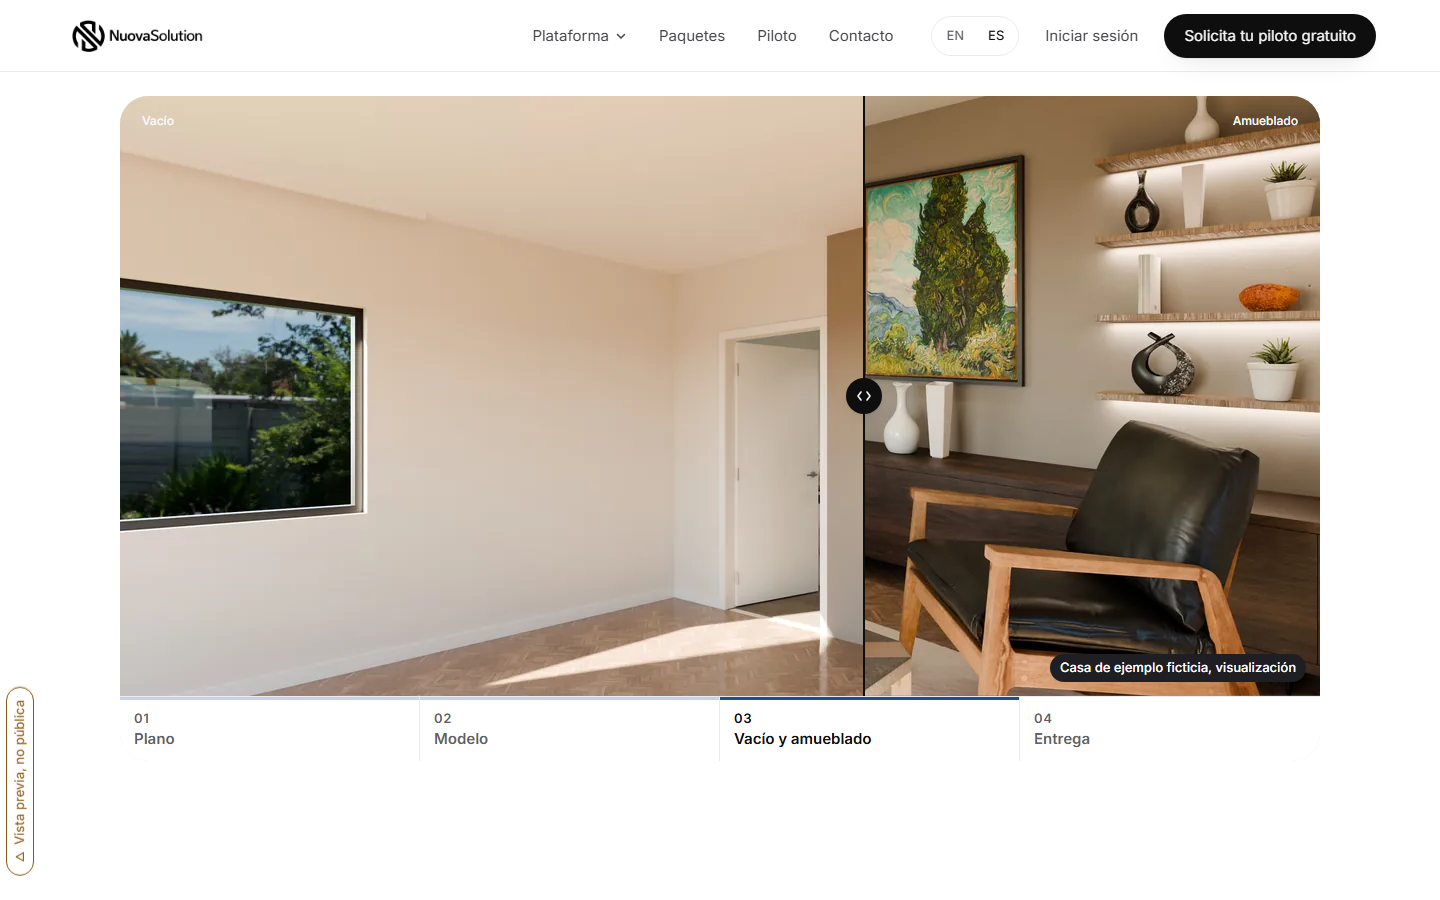 NuovaSolution
Plataforma
Paquetes
Piloto
Contacto
EN
ES
Iniciar sesión
Solicita tu piloto gratuito
Vacío
Amueblado
Casa de ejemplo ficticia, visualización
01
Plano
02
Modelo
03
Vacío y amueblado
04
Entrega
Vista previa, no pública